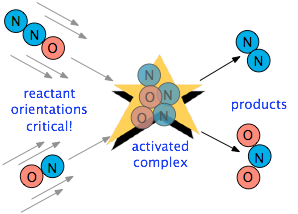 N
N
O
reactant
orientations
critical!
O
N
N
O
N
O
N
activated
complex
N
N
products
O
N
O